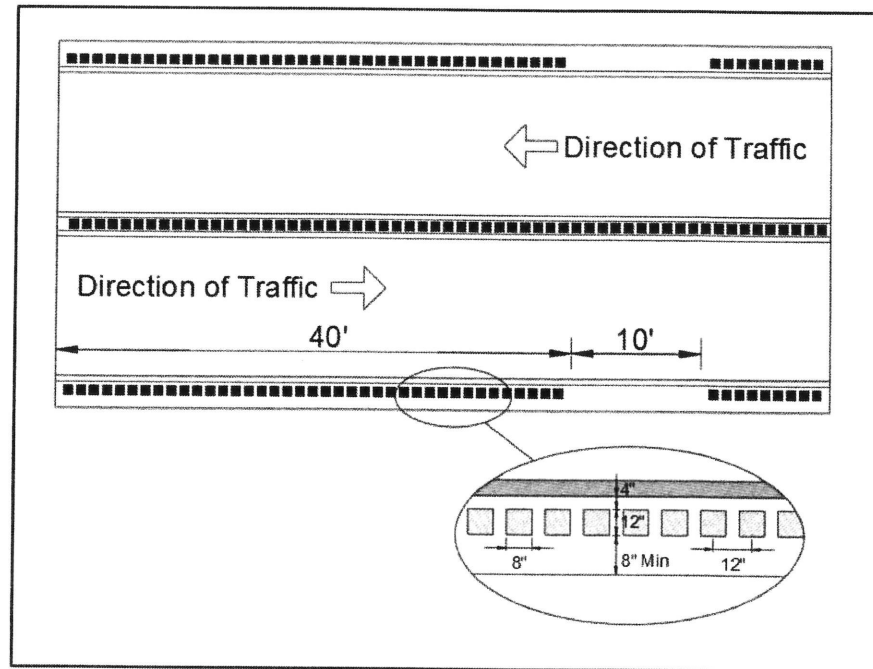 Direction of Traffic
Direction of Traffic
40'
10'
4"
12"
8"
8" Min
12"